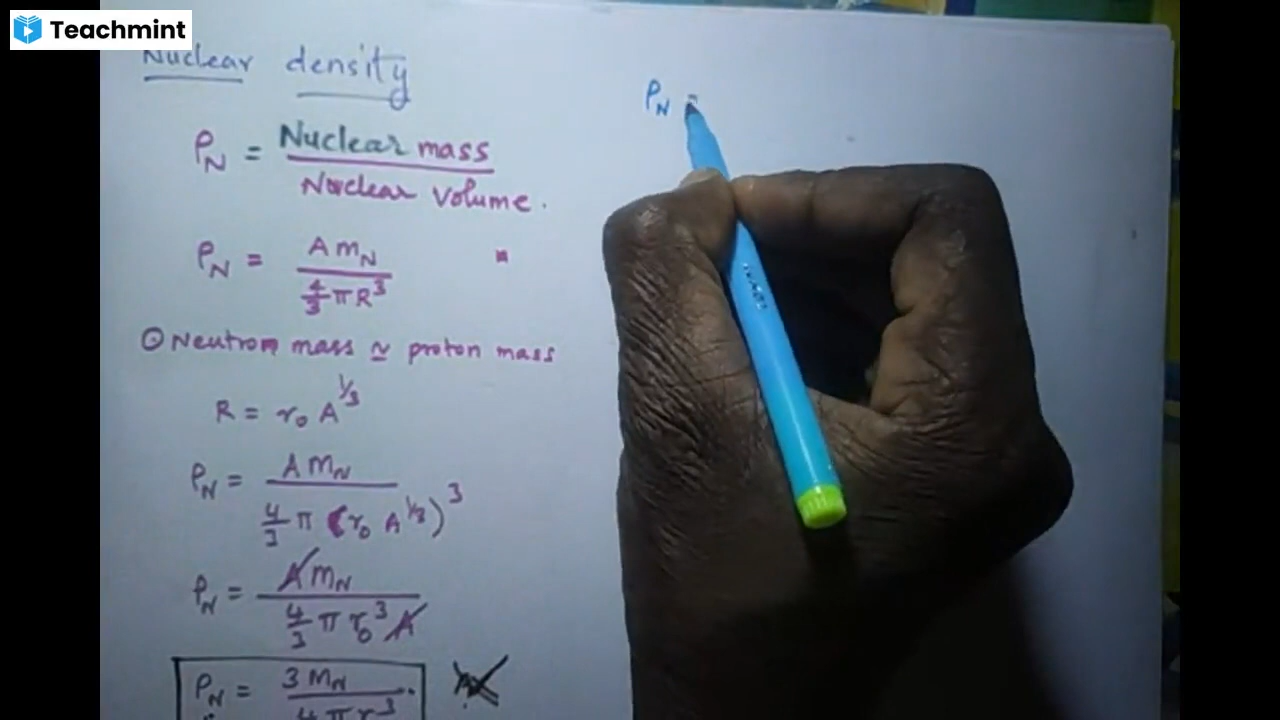 Teachmint
Nuclear density
ρN = Nuclear mass / Nuclear volume.
ρN = A mN / 4/3 π R³
⊙ Neutron mass ≈ proton mass
R = r₀ A^1/3
ρN = A mN / 4/3 π (r₀ A^1/3)³
ρN = A mN / 4/3 π r₀³ A
ρN = 3 mN / 4 π r³
ρN =